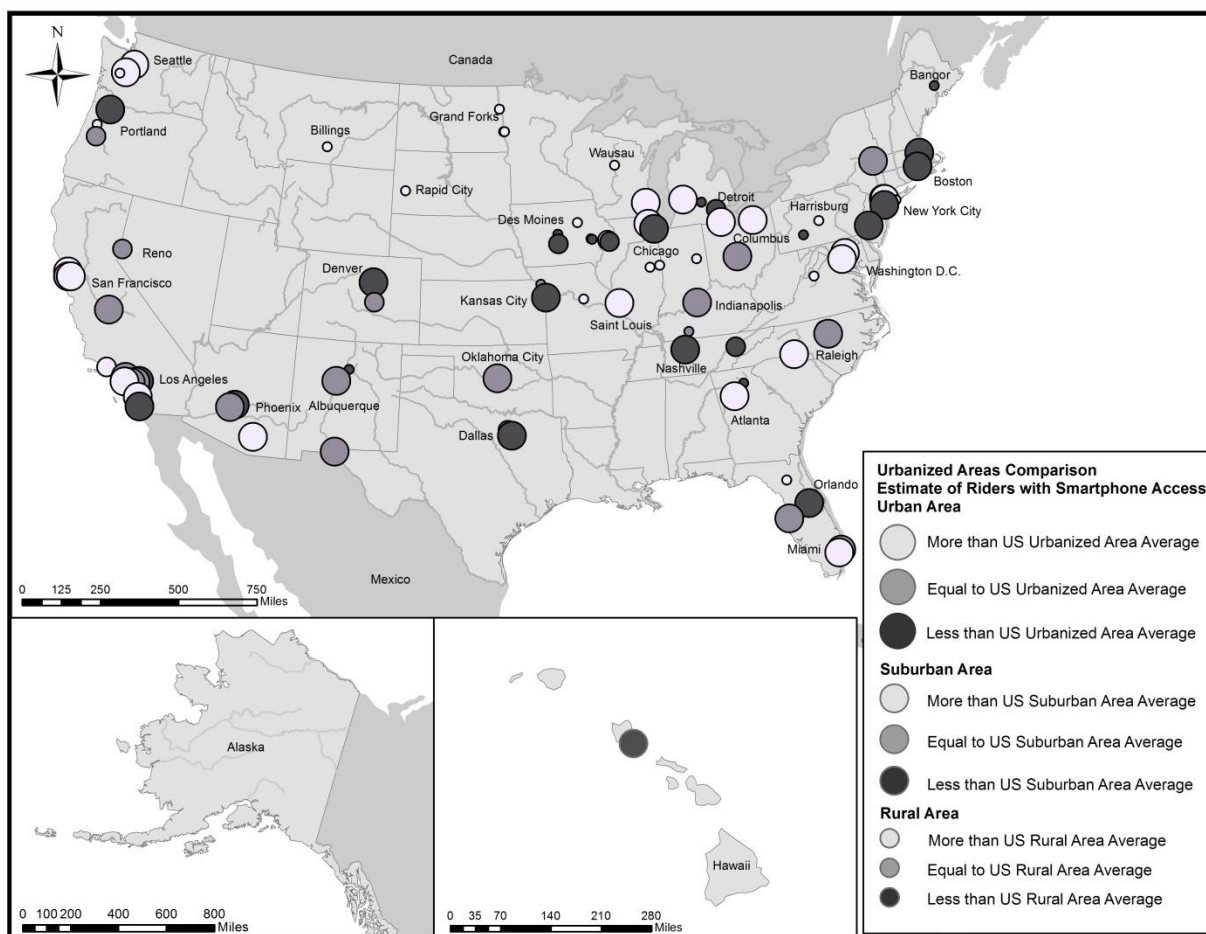 N
Canada
Seattle
Bangor
Grand Forks
Portland
Billings
Wausau
Rapid City
Boston
Detroit
Harrisburg
New York City
Des Moines
Columbus
Chicago
Reno
Washington D.C.
Denver
San Francisco
Kansas City
Indianapolis
Saint Louis
Raleigh
Oklahoma City
Nashville
Los Angeles
Phoenix
Albuquerque
Atlanta
Dallas
Orlando
Miami
Mexico
0 125 250 500 750
Miles
Alaska
0 100 200 400 600 800
Miles
Hawaii
0 35 70 140 210 280
Miles
Urbanized Areas Comparison
Estimate of Riders with Smartphone Access
Urban Area
More than US Urbanized Area Average
Equal to US Urbanized Area Average
Less than US Urbanized Area Average
Suburban Area
More than US Suburban Area Average
Equal to US Suburban Area Average
Less than US Suburban Area Average
Rural Area
More than US Rural Area Average
Equal to US Rural Area Average
Less than US Rural Area Average